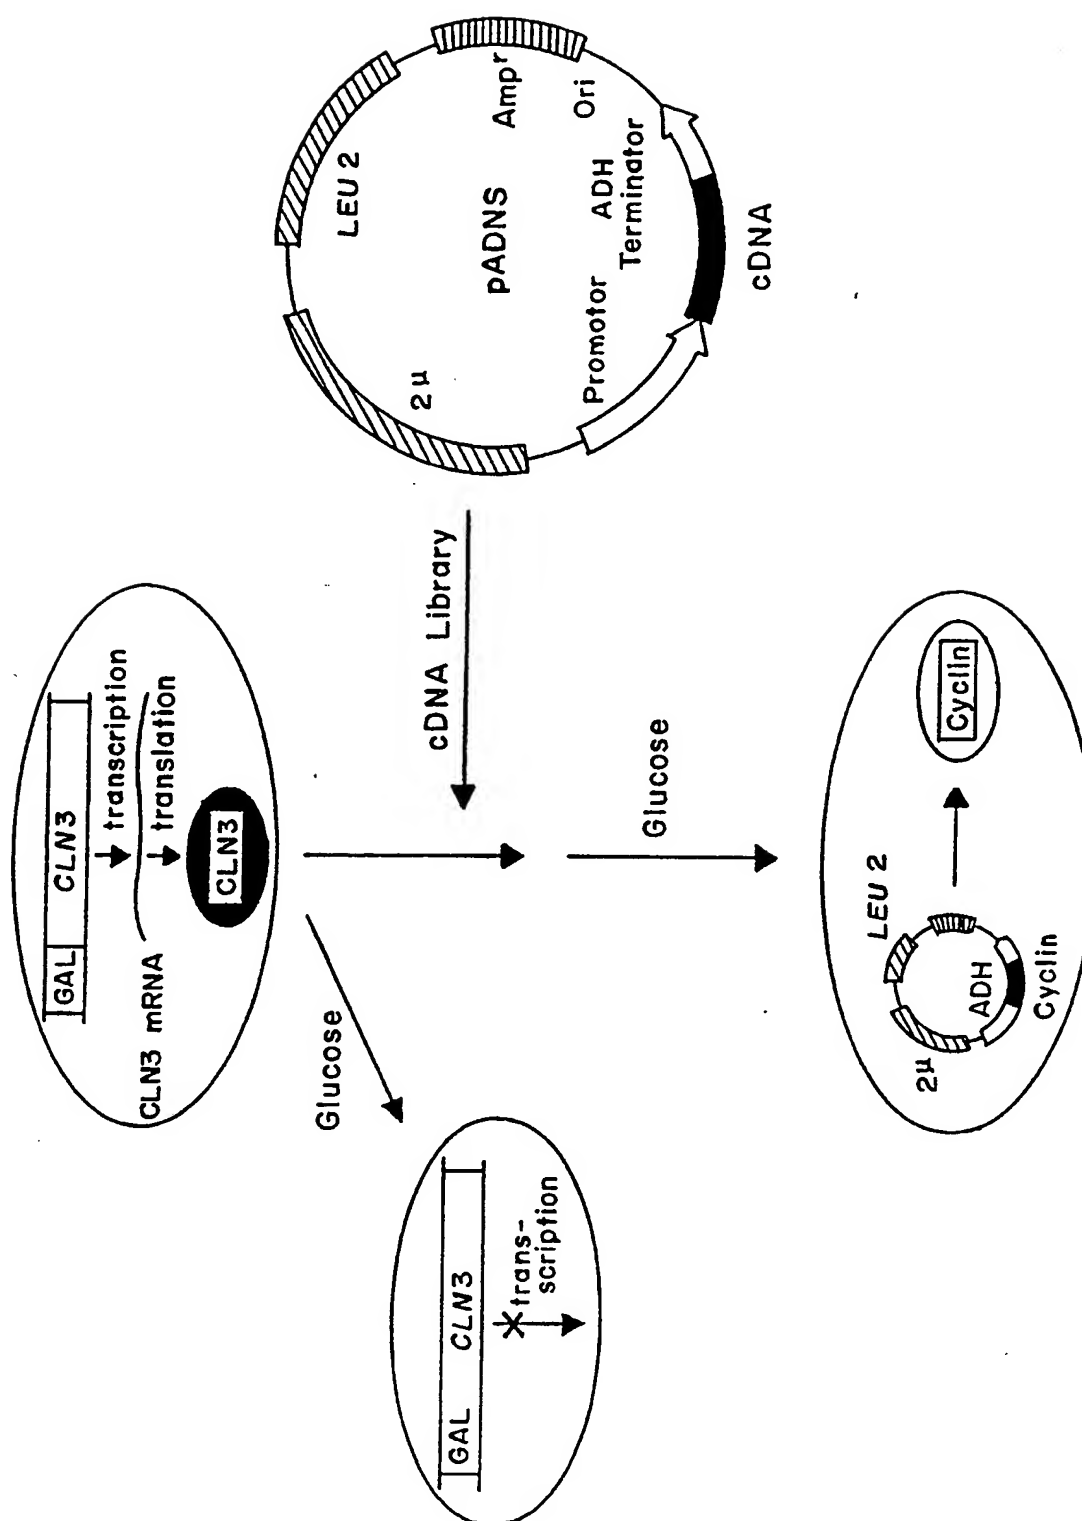 GAL CLN3
transcription
CLN3 mRNA
translation
CLN3
Glucose
GAL CLN3
trans-
scription
cDNA Library
Glucose
LEU 2
2μ
Amp^r
pADNS
Ori
Promotor
ADH
Terminator
cDNA
LEU 2
2μ
ADH
Cyclin
Cyclin